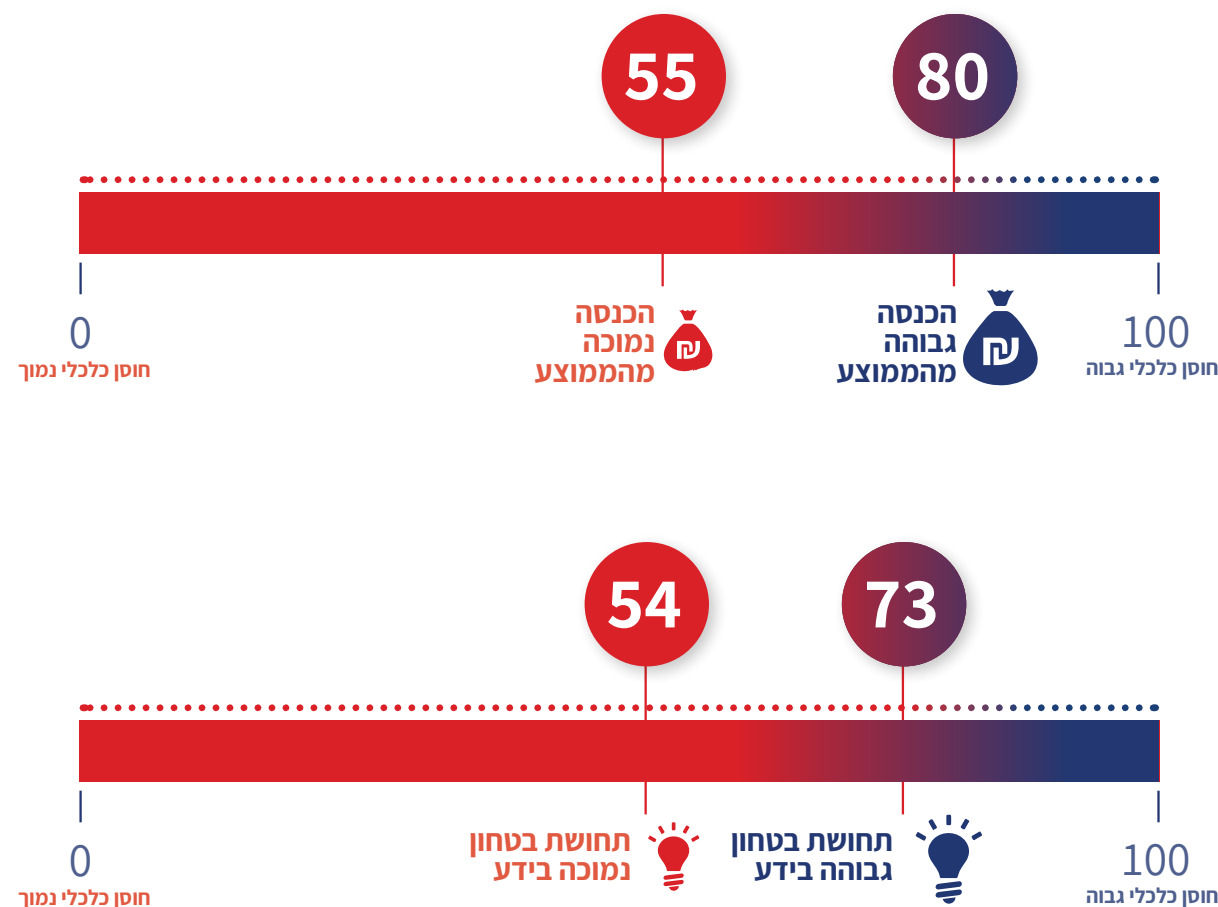 55
80
0
חוסן כלכלי נמוך
הכנסה
נמוכה
מהממוצע
₪
הכנסה
גבוהה
מהממוצע
₪
100
חוסן כלכלי גבוה
54
73
0
חוסן כלכלי נמוך
תחושת בטחון
נמוכה בידע
תחושת בטחון
גבוהה בידע
100
חוסן כלכלי גבוה